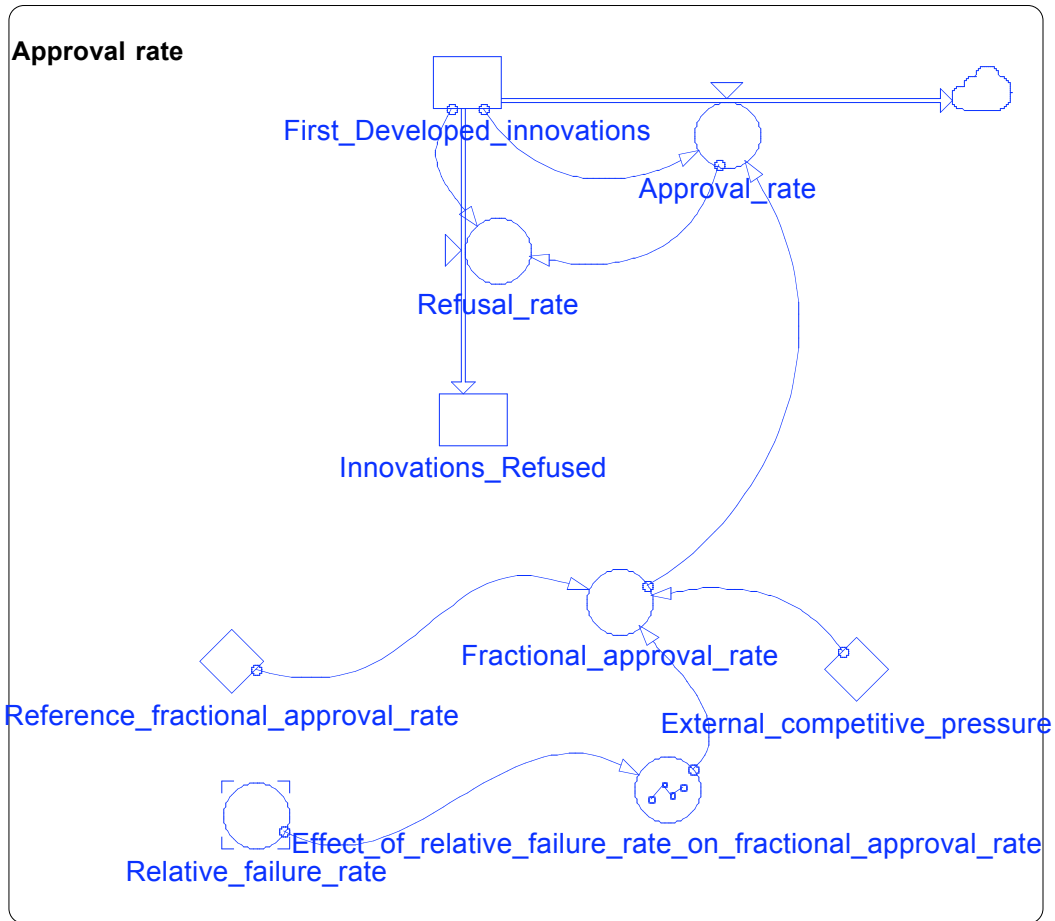 Approval rate
First_Developed_innovations
Approval_rate
Refusal_rate
Innovations_Refused
Fractional_approval_rate
Reference_fractional_approval_rate
External_competitive_pressure
Effect_of_relative_failure_rate_on_fractional_approval_rate
Relative_failure_rate